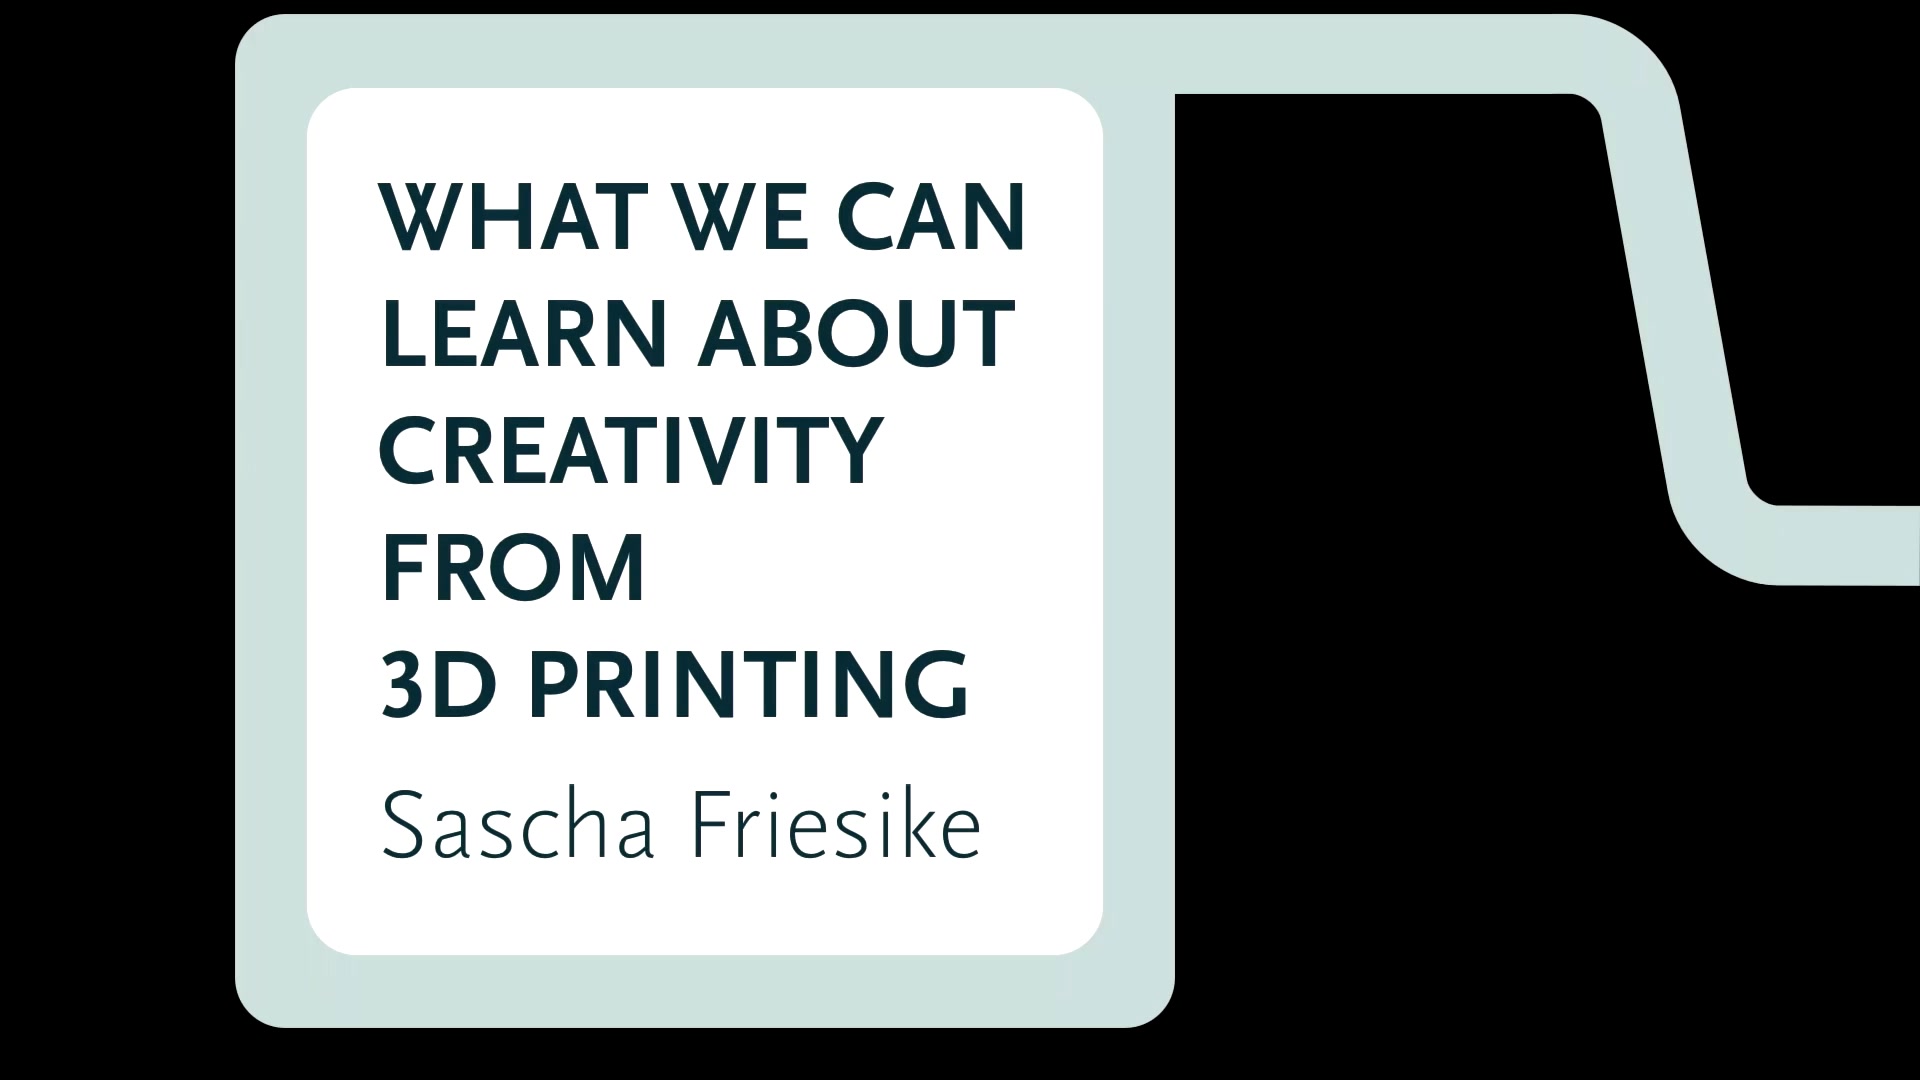 WHAT WE CAN
LEARN ABOUT
CREATIVITY
FROM
3D PRINTING
Sascha Friesike